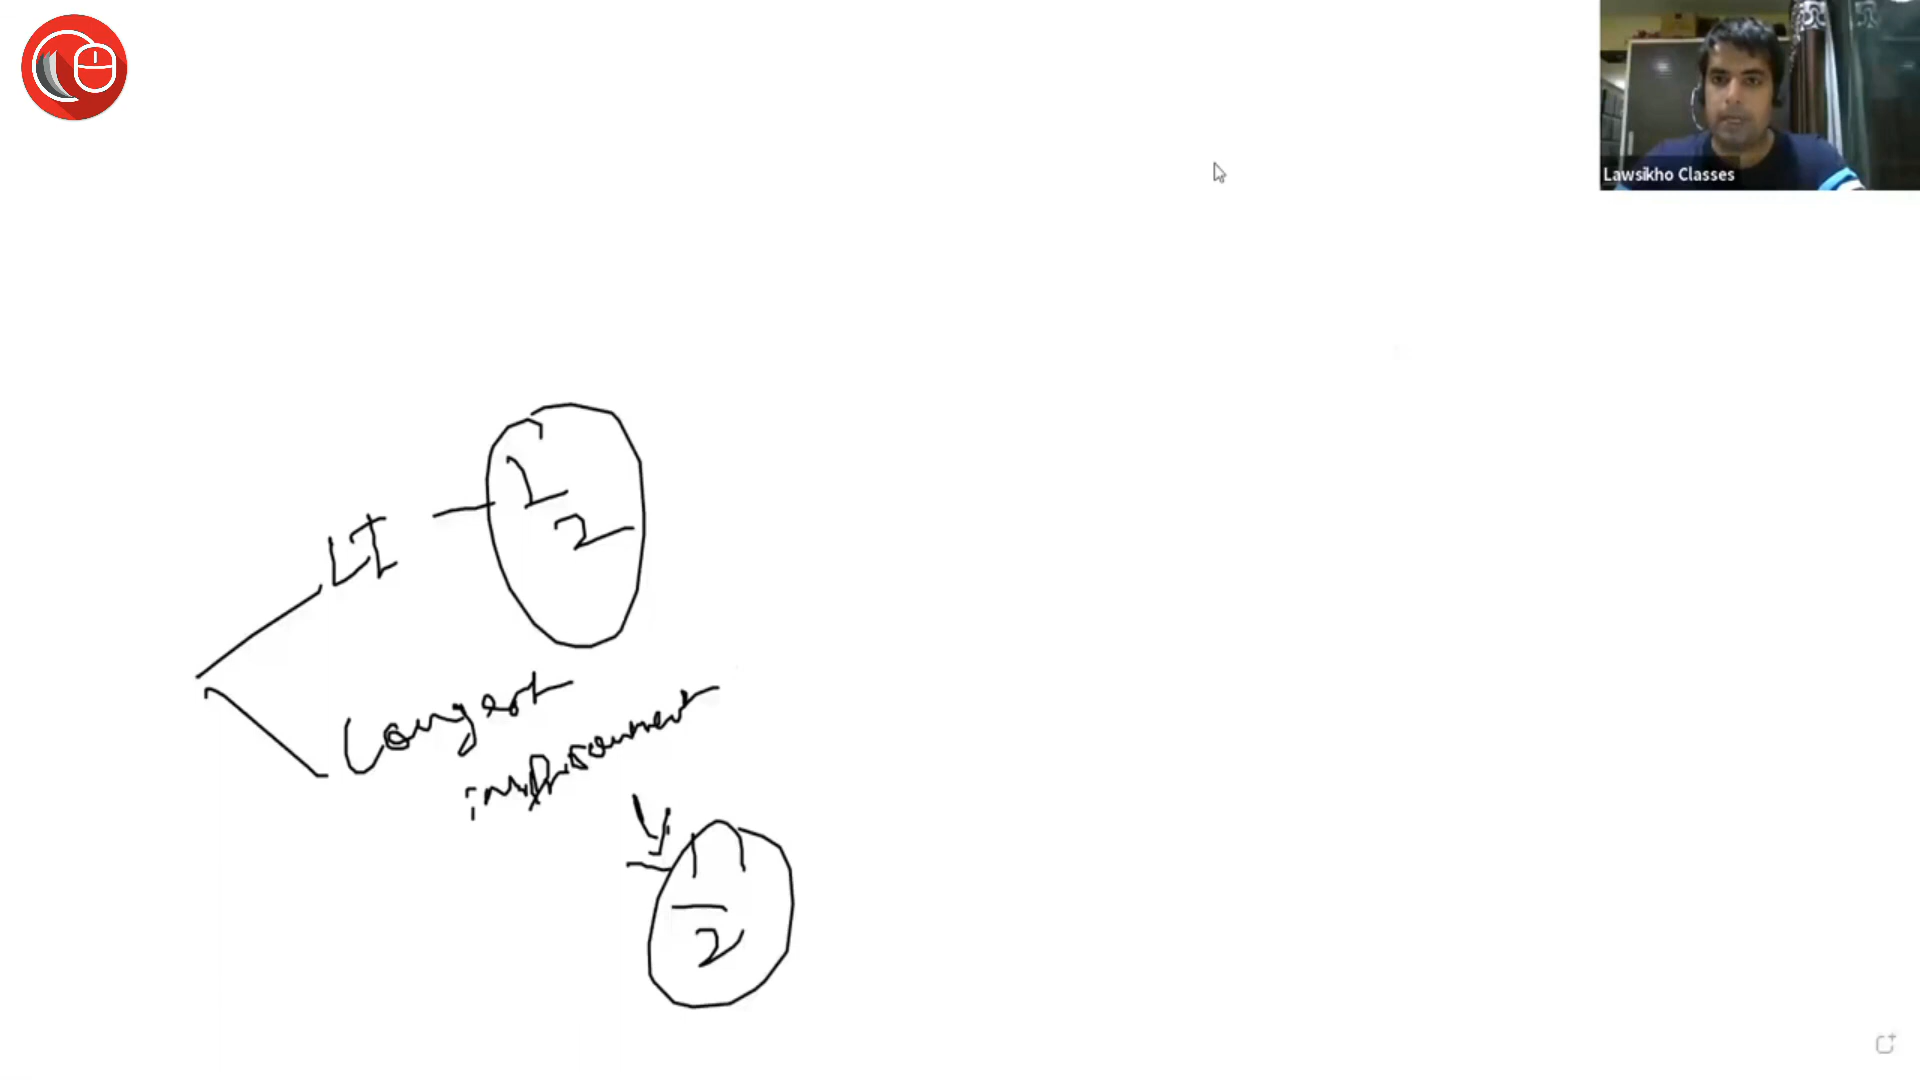 Lawsikho Classes
LI - 1/2
Longest
imprisonment
1
2